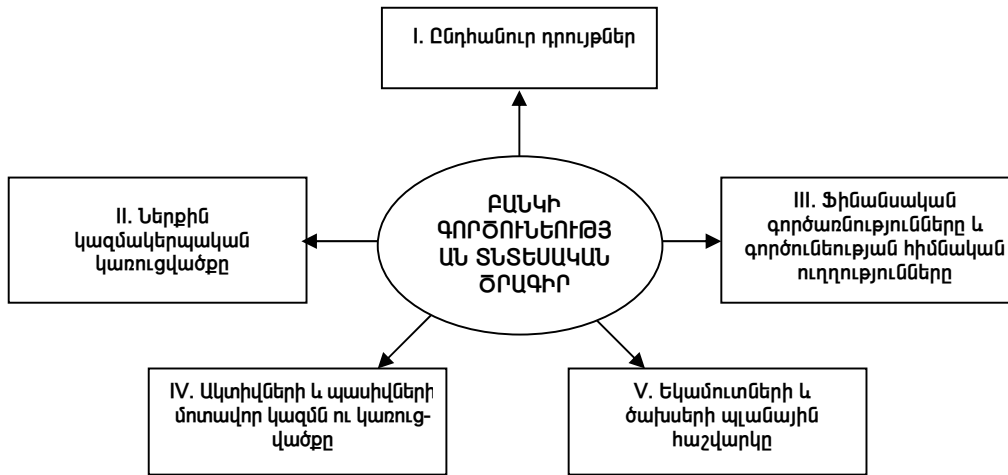 I. Ընդհանուր դրույթներ
II. Ներքին
կազմակերպական
կառուցվածքը
ԲԱՆԿԻ
ԳՈՐԾՈՒՆԵՈՒԹՅ
ԱՆ ՏՆՏԵՍԱԿԱՆ
ԾՐԱԳԻՐ
III. Ֆինանսական
գործառնությունները և
գործունեության հիմնական
ուղղությունները
IV. Ակտիվների և պասիվների
մոտավոր կազմն ու կառուց-
վածքը
V. Եկամուտների և
ծախսերի պլանային
հաշվարկը